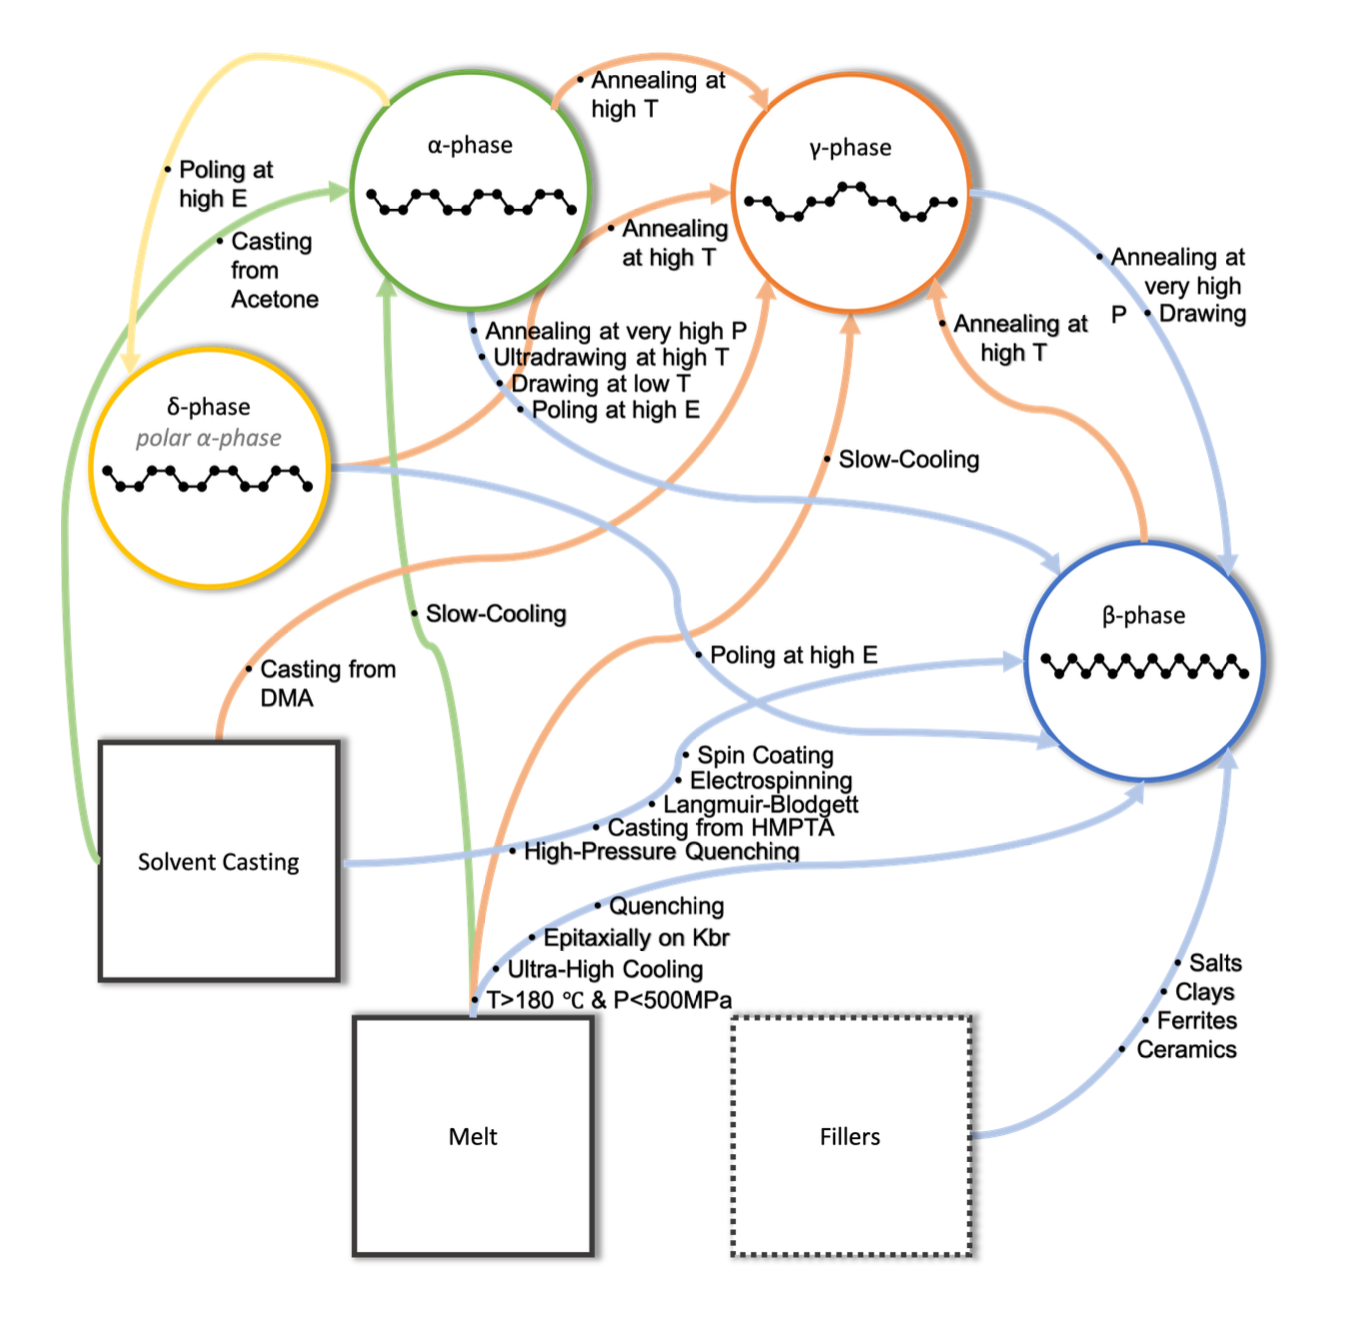 • Annealing at
high T
α-phase
γ-phase
• Poling at
high E
• Casting
from
Acetone
• Annealing
at high T
• Annealing at
very high
P • Drawing
• Annealing at very high P
• Ultradrawing at high T
• Drawing at low T
• Poling at high E
• Annealing at
high T
δ-phase
polar α-phase
• Slow-Cooling
• Slow-Cooling
β-phase
• Casting from
DMA
• Poling at high E
• Spin Coating
• Electrospinning
• Langmuir-Blodgett
• Casting from HMPTA
• High-Pressure Quenching
Solvent Casting
• Quenching
• Epitaxially on Kbr
• Ultra-High Cooling
• T>180 °C & P<500MPa
• Salts
• Clays
• Ferrites
• Ceramics
Melt
Fillers